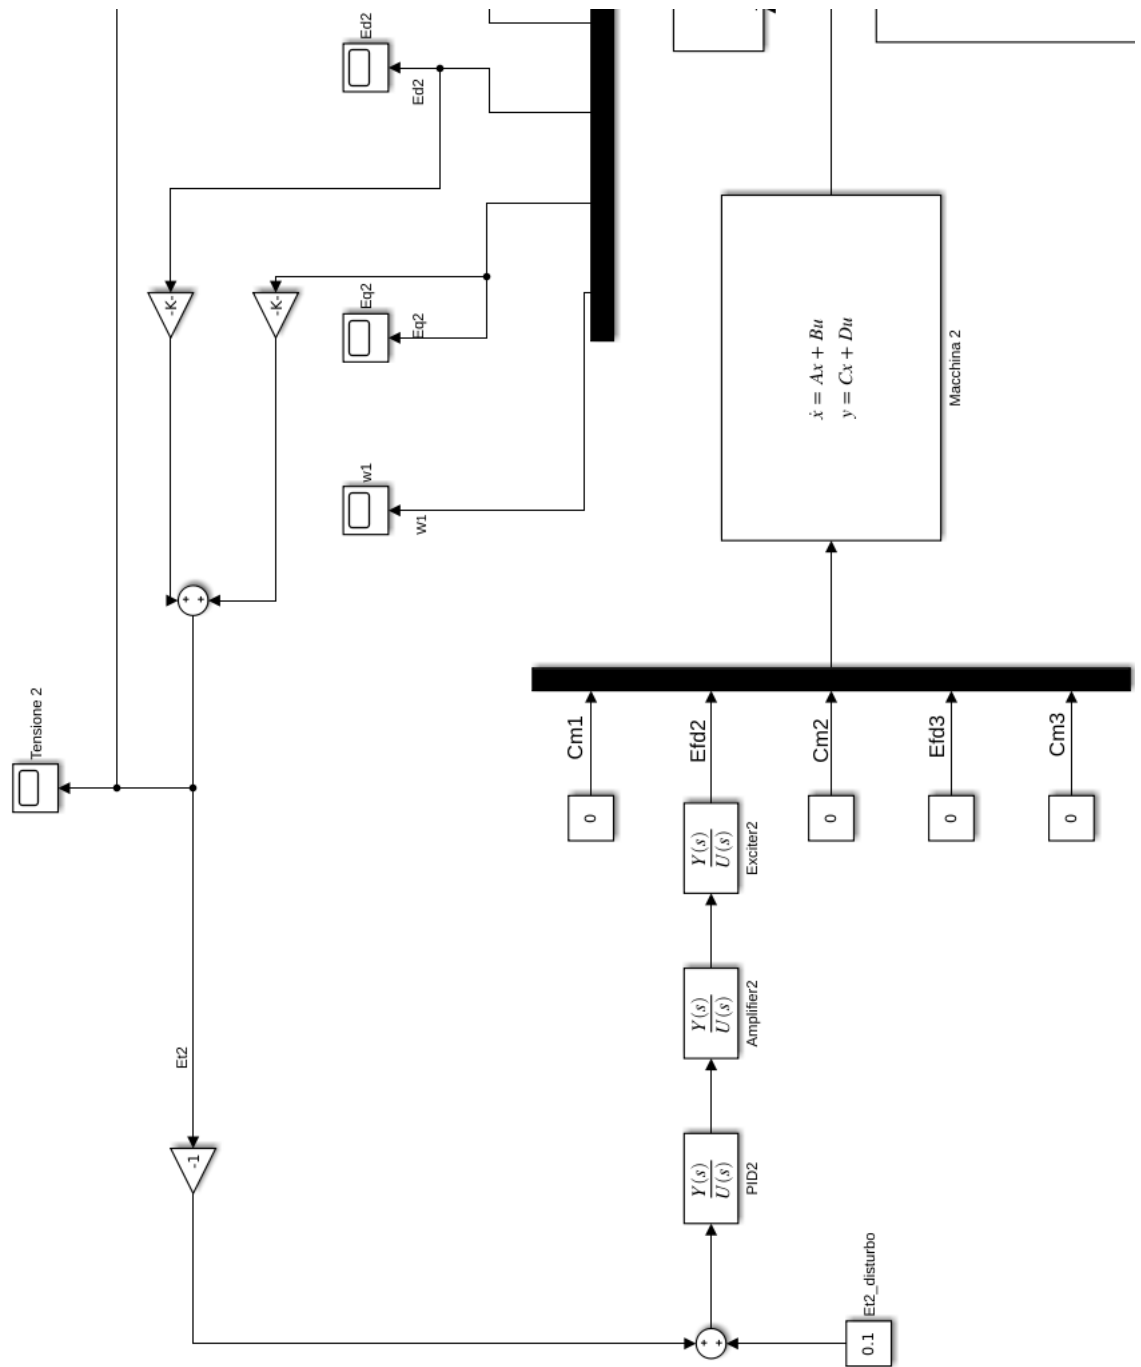 Ed2
Ed2
-K-
-K-
Eq2
Eq2
w1
W1
ẋ = Ax + Bu
y = Cx + Du
Macchina 2
+
+
Tensione 2
Cm1
Efd2
Cm2
Efd3
Cm3
0
Y(s)
U(s)
Exciter2
0
0
0
Y(s)
U(s)
Amplifier2
Et2
-1
Y(s)
U(s)
PID2
+
+
Et2_disturbo
0.1